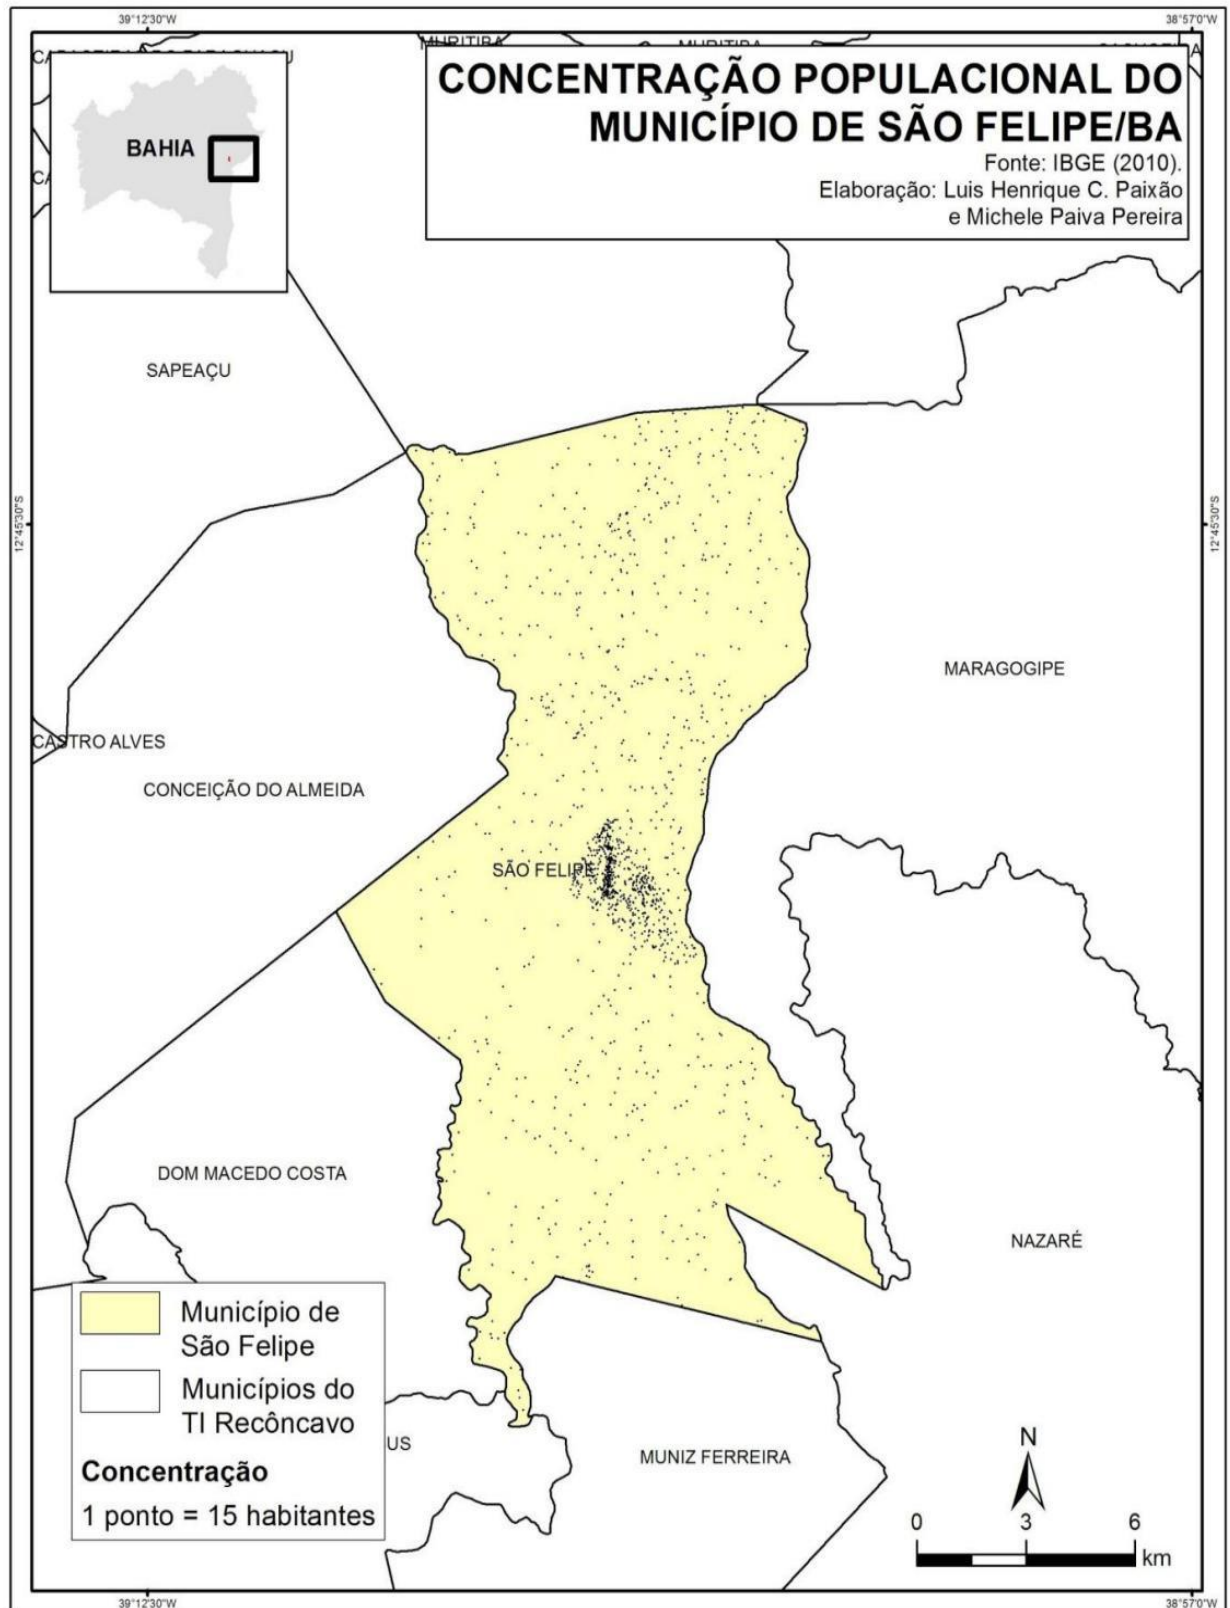 39°12'30"W
38°57'0"W
MURITIBA
MURITIBA
CONCENTRAÇÃO POPULACIONAL DO
MUNICÍPIO DE SÃO FELIPE/BA
Fonte: IBGE (2010).
Elaboração: Luis Henrique C. Paixão
e Michele Paiva Pereira
BAHIA
SAPEAÇU
12°45'30"S
12°45'30"S
MARAGOGIPE
CASTRO ALVES
CONCEIÇÃO DO ALMEIDA
SÃO FELIPE
DOM MACEDO COSTA
NAZARÉ
Município de
São Felipe
Municípios do
TI Recôncavo
US
Concentração
1 ponto = 15 habitantes
MUNIZ FERREIRA
N
0 3 6
km
39°12'30"W
38°57'0"W